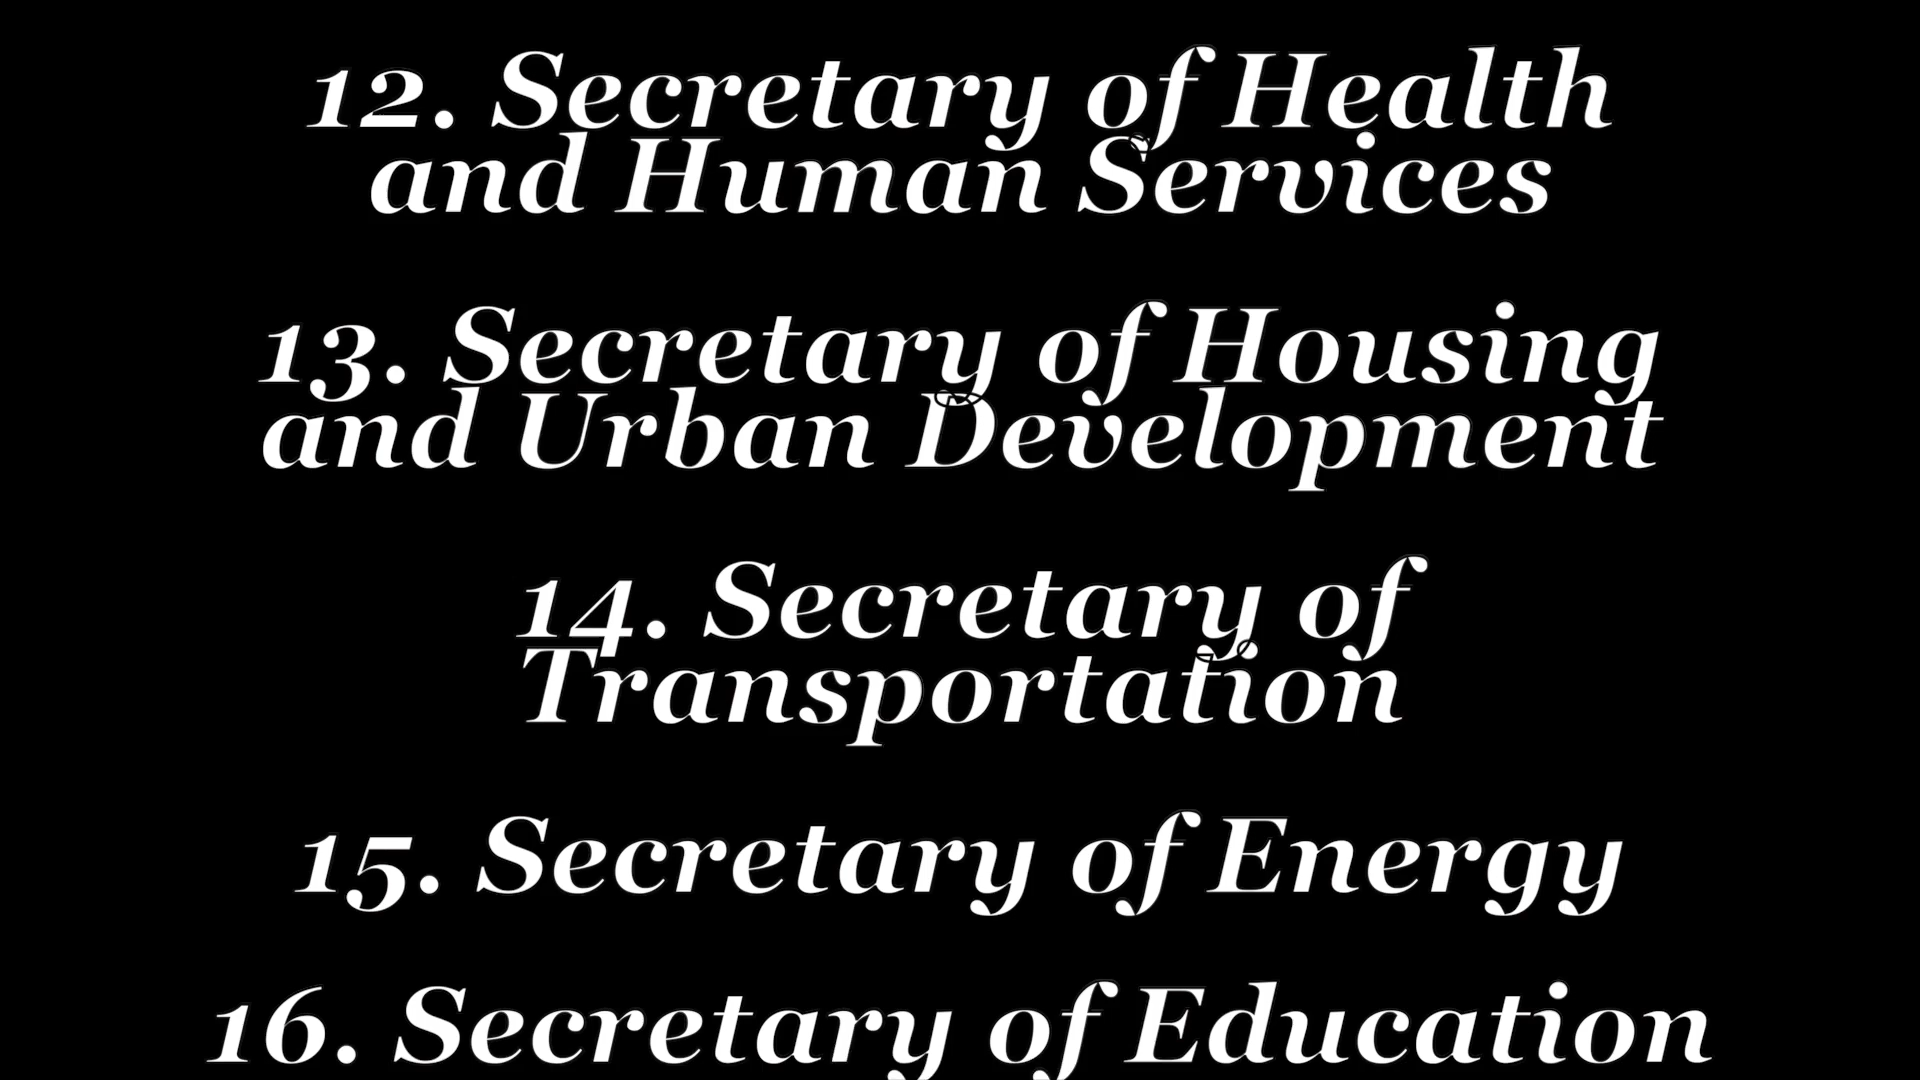 12. Secretary of Health
and Human Services
13. Secretary of Housing
and Urban Development
14. Secretary of
Transportation
15. Secretary of Energy
16. Secretary of Education